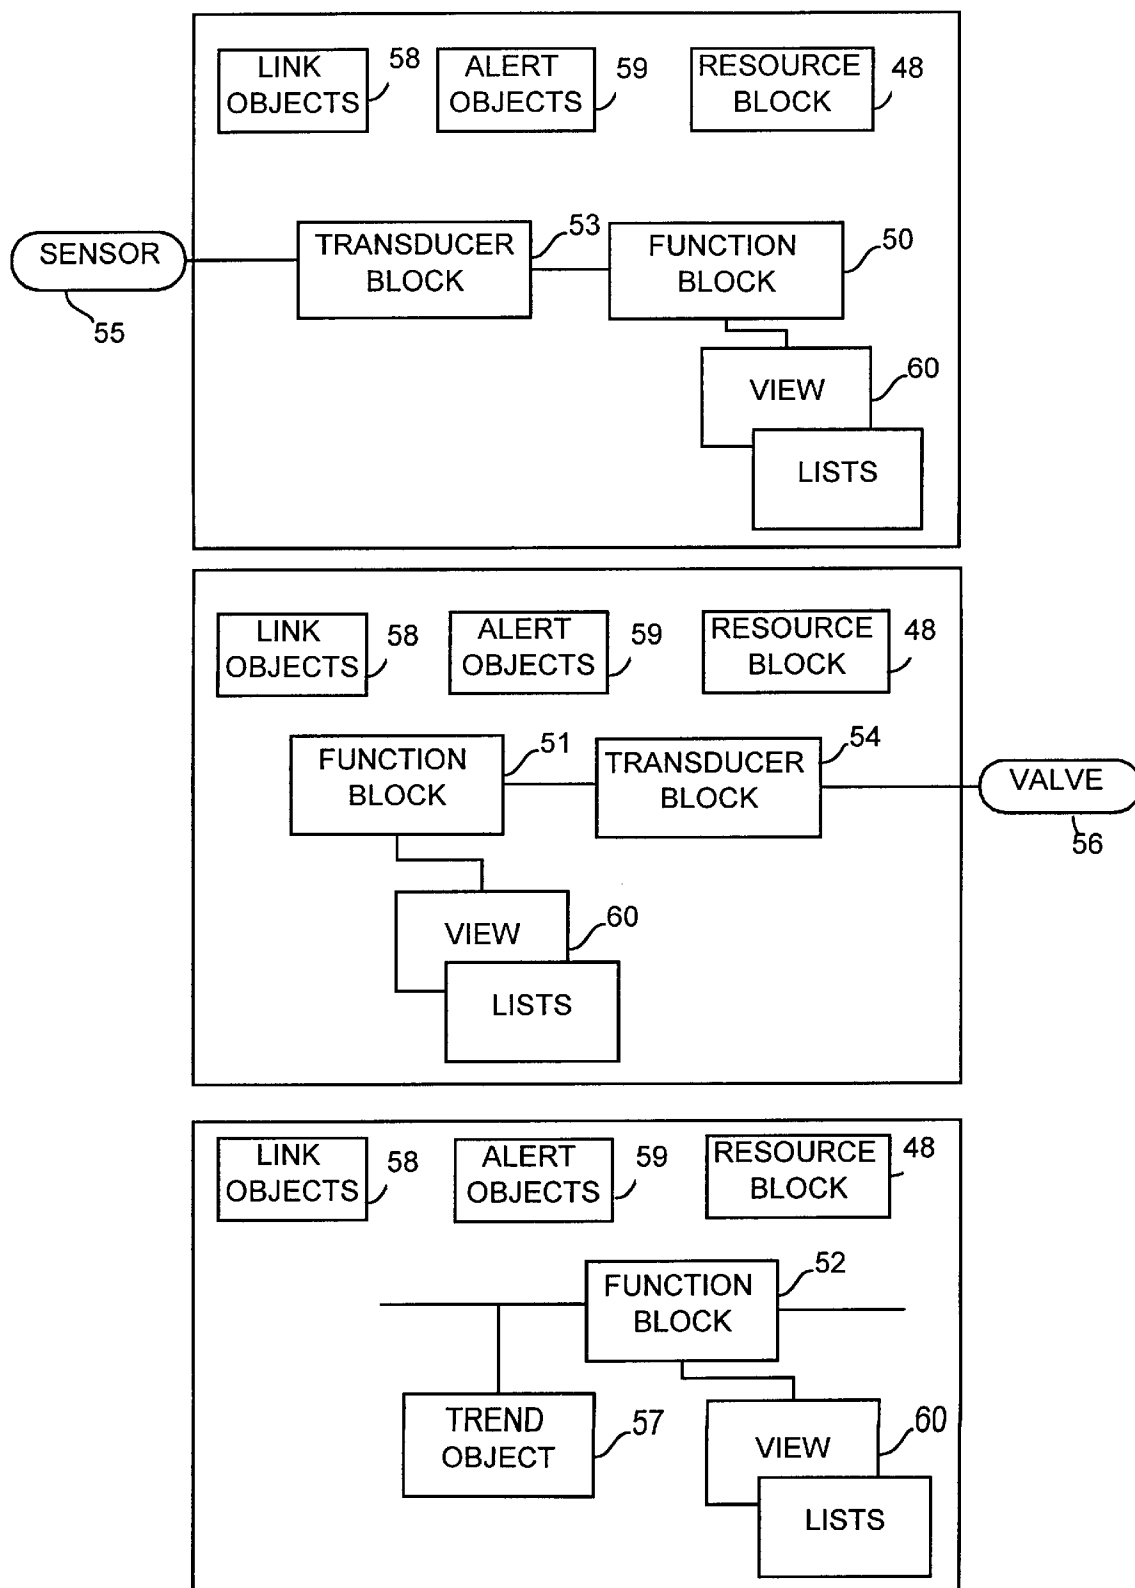 LINK
OBJECTS
58
ALERT
OBJECTS
59
RESOURCE
BLOCK
48
SENSOR
55
TRANSDUCER
BLOCK
53
FUNCTION
BLOCK
50
VIEW
60
LISTS
LINK
OBJECTS
58
ALERT
OBJECTS
59
RESOURCE
BLOCK
48
FUNCTION
BLOCK
51
TRANSDUCER
BLOCK
54
VALVE
56
VIEW
60
LISTS
LINK
OBJECTS
58
ALERT
OBJECTS
59
RESOURCE
BLOCK
48
FUNCTION
BLOCK
52
TREND
OBJECT
57
VIEW
60
LISTS